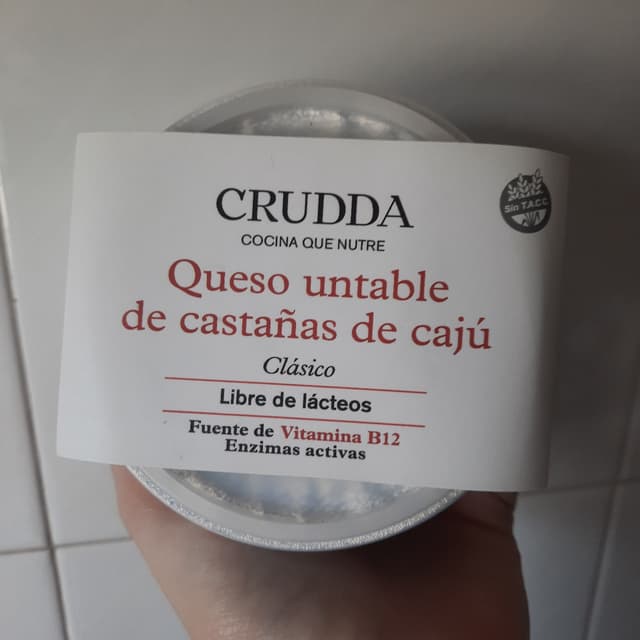 CRUDDA
COCINA QUE NUTRE
Sin T.A.C.C.
Queso untable
de castañas de cajú
Clásico
Libre de lácteos
Fuente de Vitamina B12
Enzimas activas